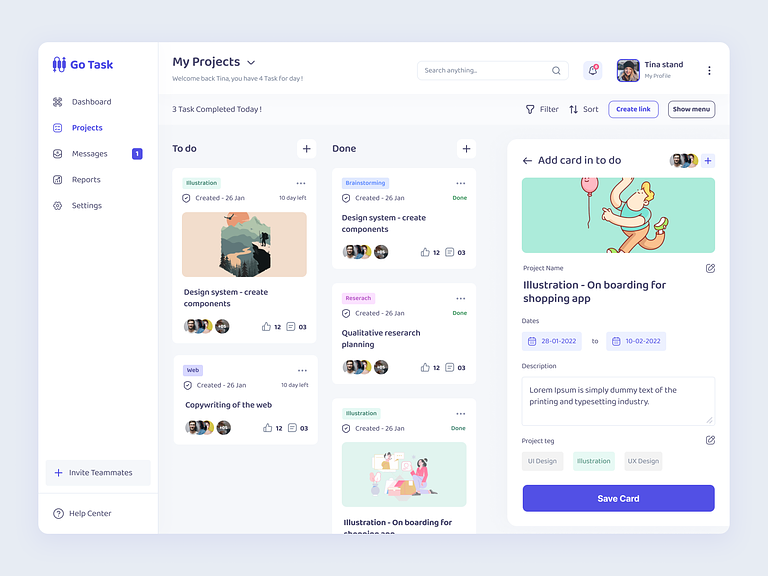 Go Task
Dashboard
Projects
Messages
1
Reports
Settings
Invite Teammates
Help Center
My Projects
Welcome back Tina, you have 4 Task for day !
Search anything...
Tina stand
My Profile
3 Task Completed Today !
Filter
Sort
Create link
Show menu
To do
+
Illustration
Created - 26 Jan
10 day left
Design system - create
components
12
03
Web
Created - 26 Jan
10 day left
Copywriting of the web
12
03
Done
+
Brainstorming
Created - 26 Jan
Done
Design system - create
components
12
03
Reserach
Created - 26 Jan
Done
Qualitative reserarch
planning
12
03
Illustration
Created - 26 Jan
Done
Illustration - On boarding for
shopping app
Add card in to do
+
Project Name
Illustration - On boarding for
shopping app
Dates
28-01-2022
to
10-02-2022
Description
Lorem Ipsum is simply dummy text of the
printing and typesetting industry.
Project teg
UI Design
Illustration
UX Design
Save Card